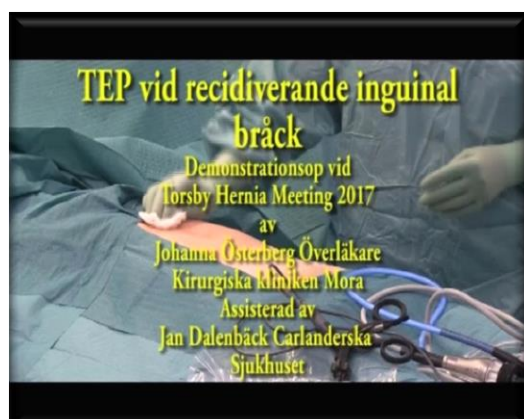 TEP vid recidiverande inguinal
bråck
Demonstrationsop vid
Torsby Hernia Meeting 2017
av
Johanna Österberg Överläkare
Kirurgiska kliniken Mora
Assisterad av
Jan Dalenbäck Carlanderska
Sjukhuset